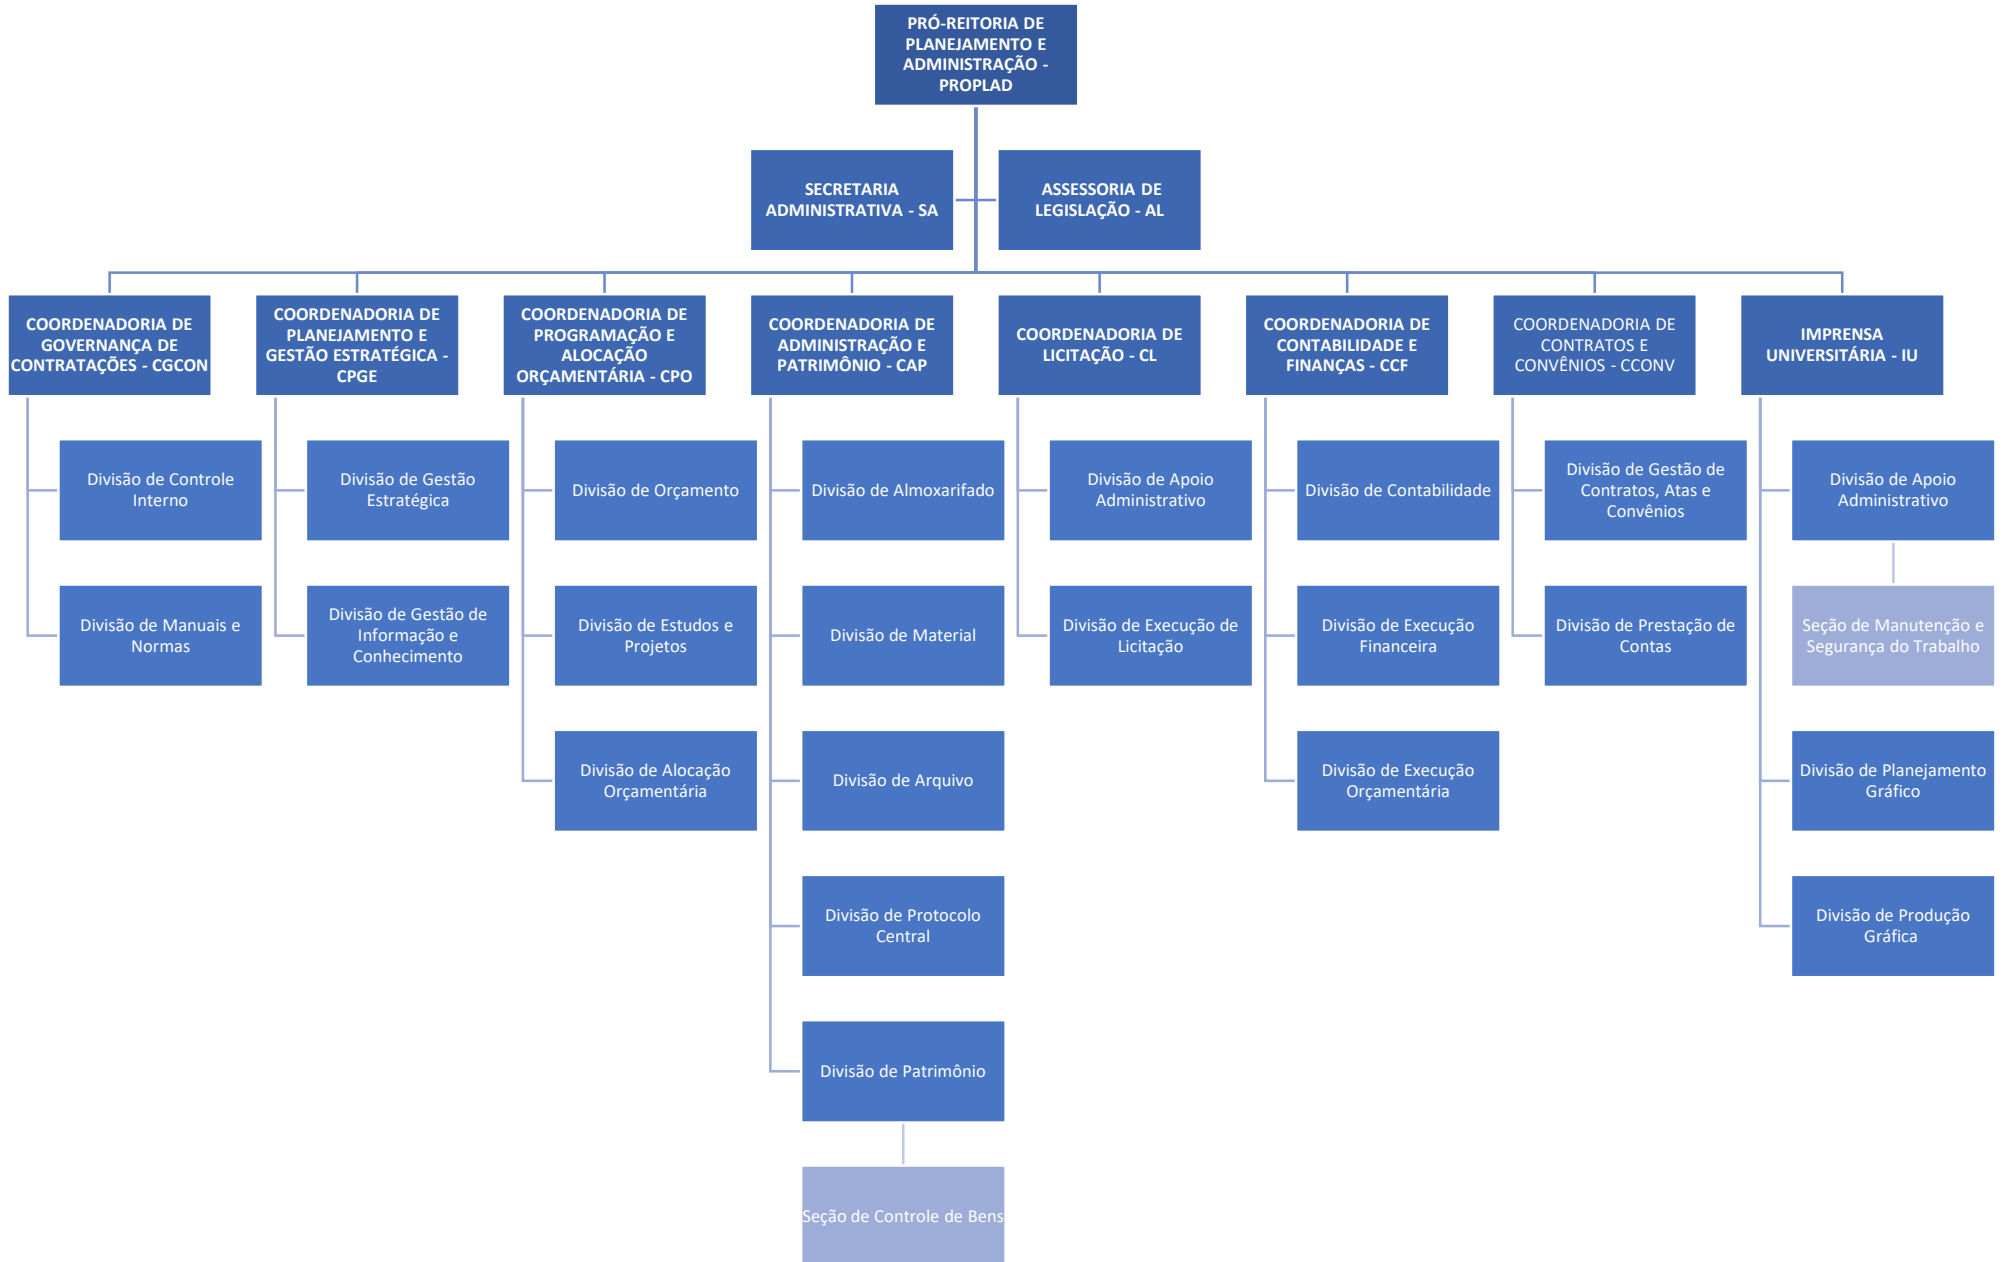 PRÓ-REITORIA DE
PLANEJAMENTO E
ADMINISTRAÇÃO -
PROPLAD
SECRETARIA
ADMINISTRATIVA - SA
ASSESSORIA DE
LEGISLAÇÃO - AL
COORDENADORIA DE
GOVERNANÇA DE
CONTRATAÇÕES - CGCON
COORDENADORIA DE
PLANEJAMENTO E
GESTÃO ESTRATÉGICA -
CPGE
COORDENADORIA DE
PROGRAMAÇÃO E
ALOCAÇÃO
ORÇAMENTÁRIA - CPO
COORDENADORIA DE
ADMINISTRAÇÃO E
PATRIMÔNIO - CAP
COORDENADORIA DE
LICITAÇÃO - CL
COORDENADORIA DE
CONTABILIDADE E
FINANÇAS - CCF
COORDENADORIA DE
CONTRATOS E
CONVÊNIOS - CCONV
IMPRENSA
UNIVERSITÁRIA - IU
Divisão de Controle
Interno
Divisão de Manuais e
Normas
Divisão de Gestão
Estratégica
Divisão de Gestão de
Informação e
Conhecimento
Divisão de Orçamento
Divisão de Estudos e
Projetos
Divisão de Alocação
Orçamentária
Divisão de Almoxarifado
Divisão de Material
Divisão de Arquivo
Divisão de Protocolo
Central
Divisão de Patrimônio
Seção de Controle de Bens
Divisão de Apoio
Administrativo
Divisão de Execução de
Licitação
Divisão de Contabilidade
Divisão de Execução
Financeira
Divisão de Execução
Orçamentária
Divisão de Gestão de
Contratos, Atas e
Convênios
Divisão de Prestação de
Contas
Divisão de Apoio
Administrativo
Seção de Manutenção e
Segurança do Trabalho
Divisão de Planejamento
Gráfico
Divisão de Produção
Gráfica